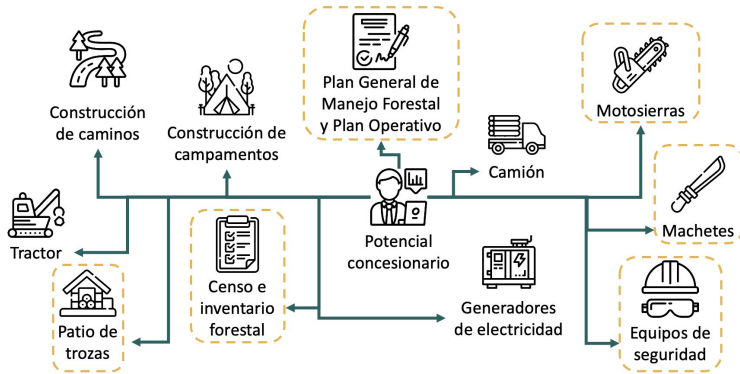 Plan General de
Manejo Forestal
y Plan Operativo
Construcción
de caminos
Construcción de
campamentos
Motosierras
Camión
Tractor
Potencial
concesionario
Machetes
Patio de
trozas
Censo e
inventario
forestal
Generadores
de electricidad
Equipos de
seguridad